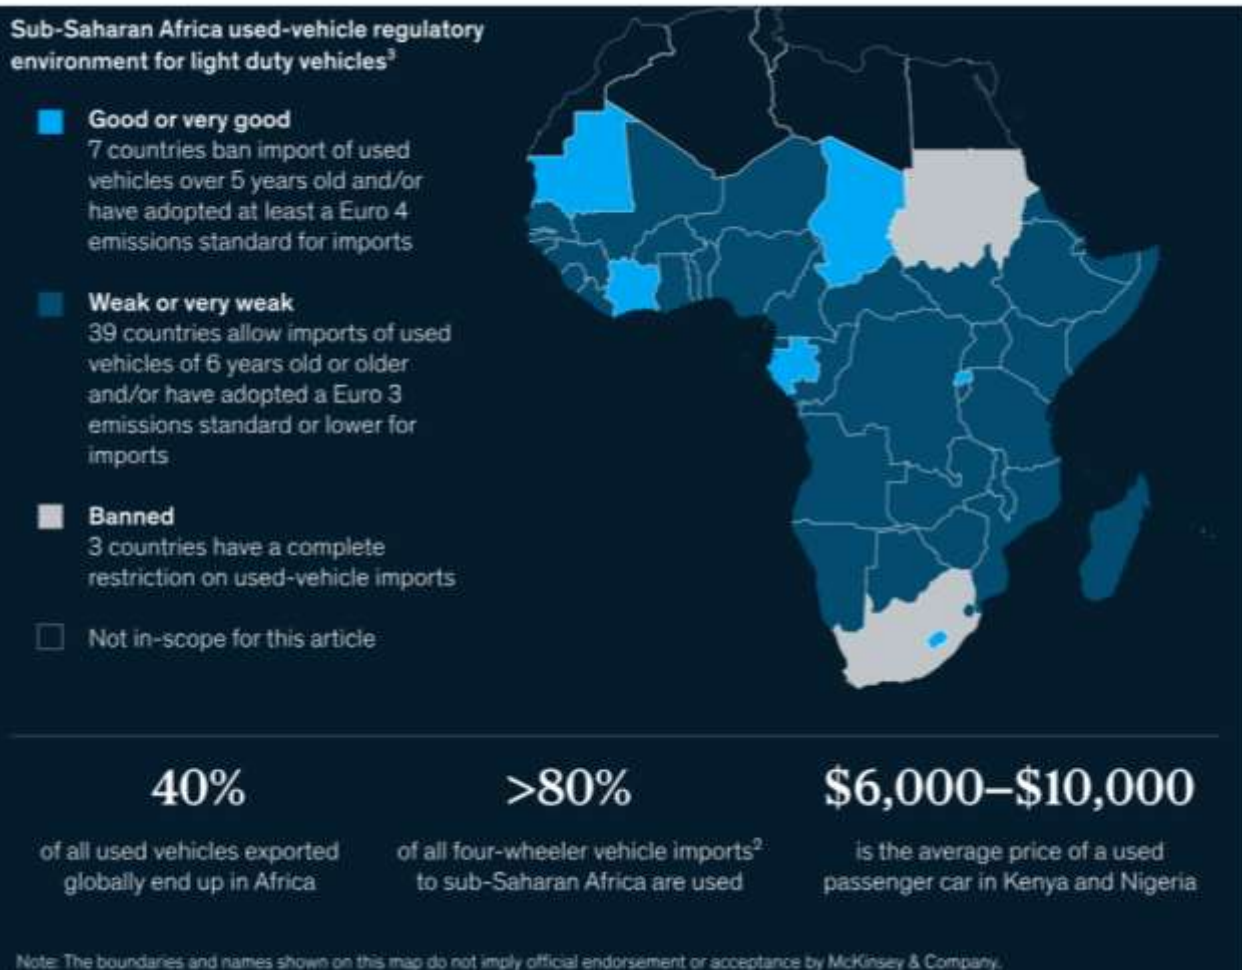 Sub-Saharan Africa used-vehicle regulatory
environment for light duty vehicles³
Good or very good
7 countries ban import of used
vehicles over 5 years old and/or
have adopted at least a Euro 4
emissions standard for imports
Weak or very weak
39 countries allow imports of used
vehicles of 6 years old or older
and/or have adopted a Euro 3
emissions standard or lower for
imports
Banned
3 countries have a complete
restriction on used-vehicle imports
Not in-scope for this article
40%
of all used vehicles exported
globally end up in Africa
>80%
of all four-wheeler vehicle imports²
to sub-Saharan Africa are used
$6,000–$10,000
is the average price of a used
passenger car in Kenya and Nigeria
Note: The boundaries and names shown on this map do not imply official endorsement or acceptance by McKinsey & Company.